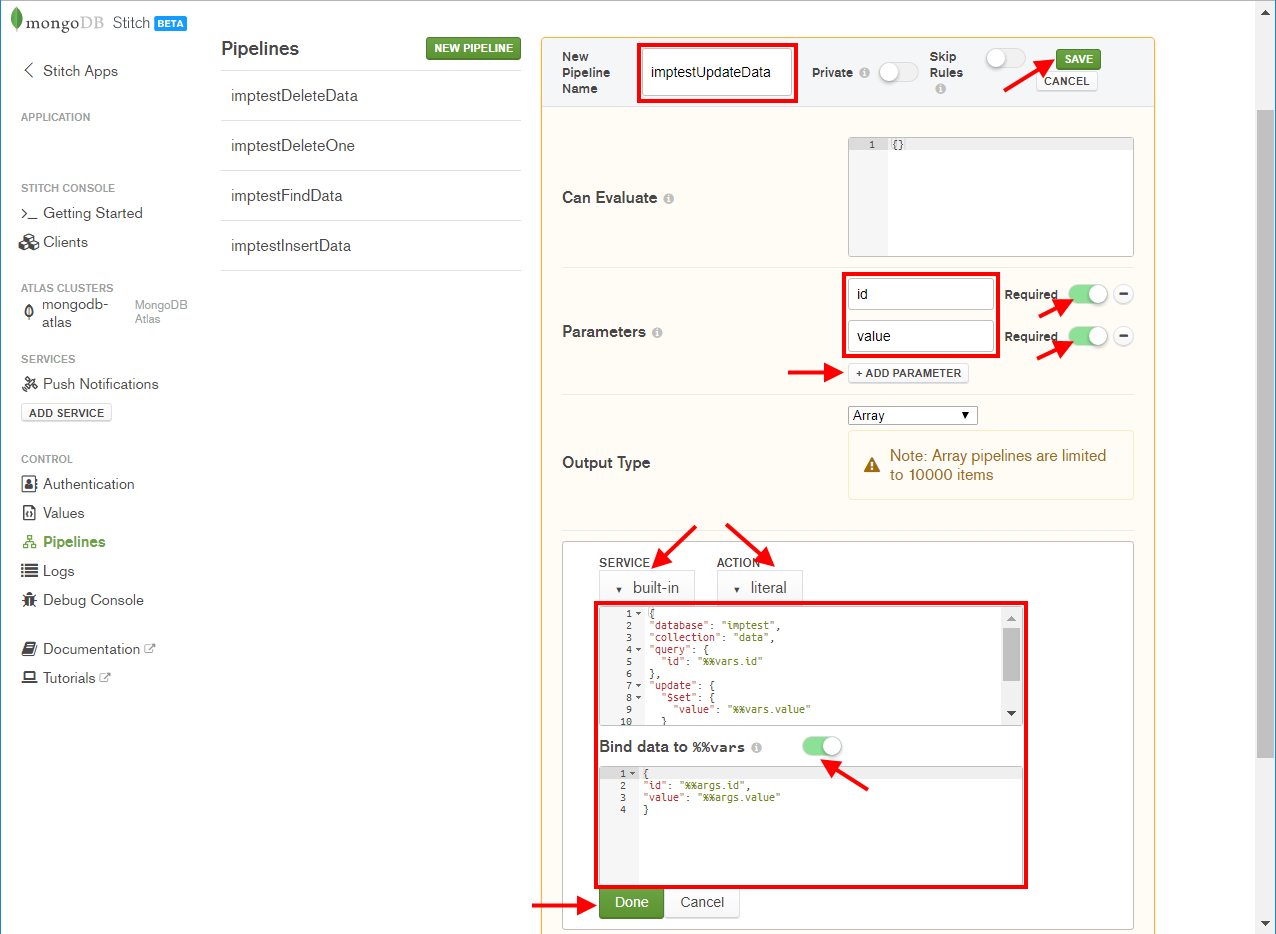 mongoDB Stitch BETA
Stitch Apps
APPLICATION
STITCH CONSOLE
>_ Getting Started
Clients
ATLAS CLUSTERS
mongodb-
atlas
MongoDB
Atlas
SERVICES
Push Notifications
ADD SERVICE
CONTROL
Authentication
Values
Pipelines
Logs
Debug Console
Documentation
Tutorials
Pipelines
NEW PIPELINE
imptestDeleteData
imptestDeleteOne
imptestFindData
imptestInsertData
New
Pipeline
Name
imptestUpdateData
Private
Skip
Rules
SAVE
CANCEL
Can Evaluate
1 {}
Parameters
id
Required
value
Required
+ ADD PARAMETER
Output Type
Array
Note: Array pipelines are limited
to 10000 items
SERVICE
ACTION
built-in
literal
1 {
2 "database": "imptest",
3 "collection": "data",
4 "query": {
5 "id": "%%vars.id"
6 },
7 "update": {
8 "$set": {
9 "value": "%%vars.value"
10 }
Bind data to %%vars
1 {
2 "id": "%%args.id",
3 "value": "%%args.value"
4 }
Done
Cancel